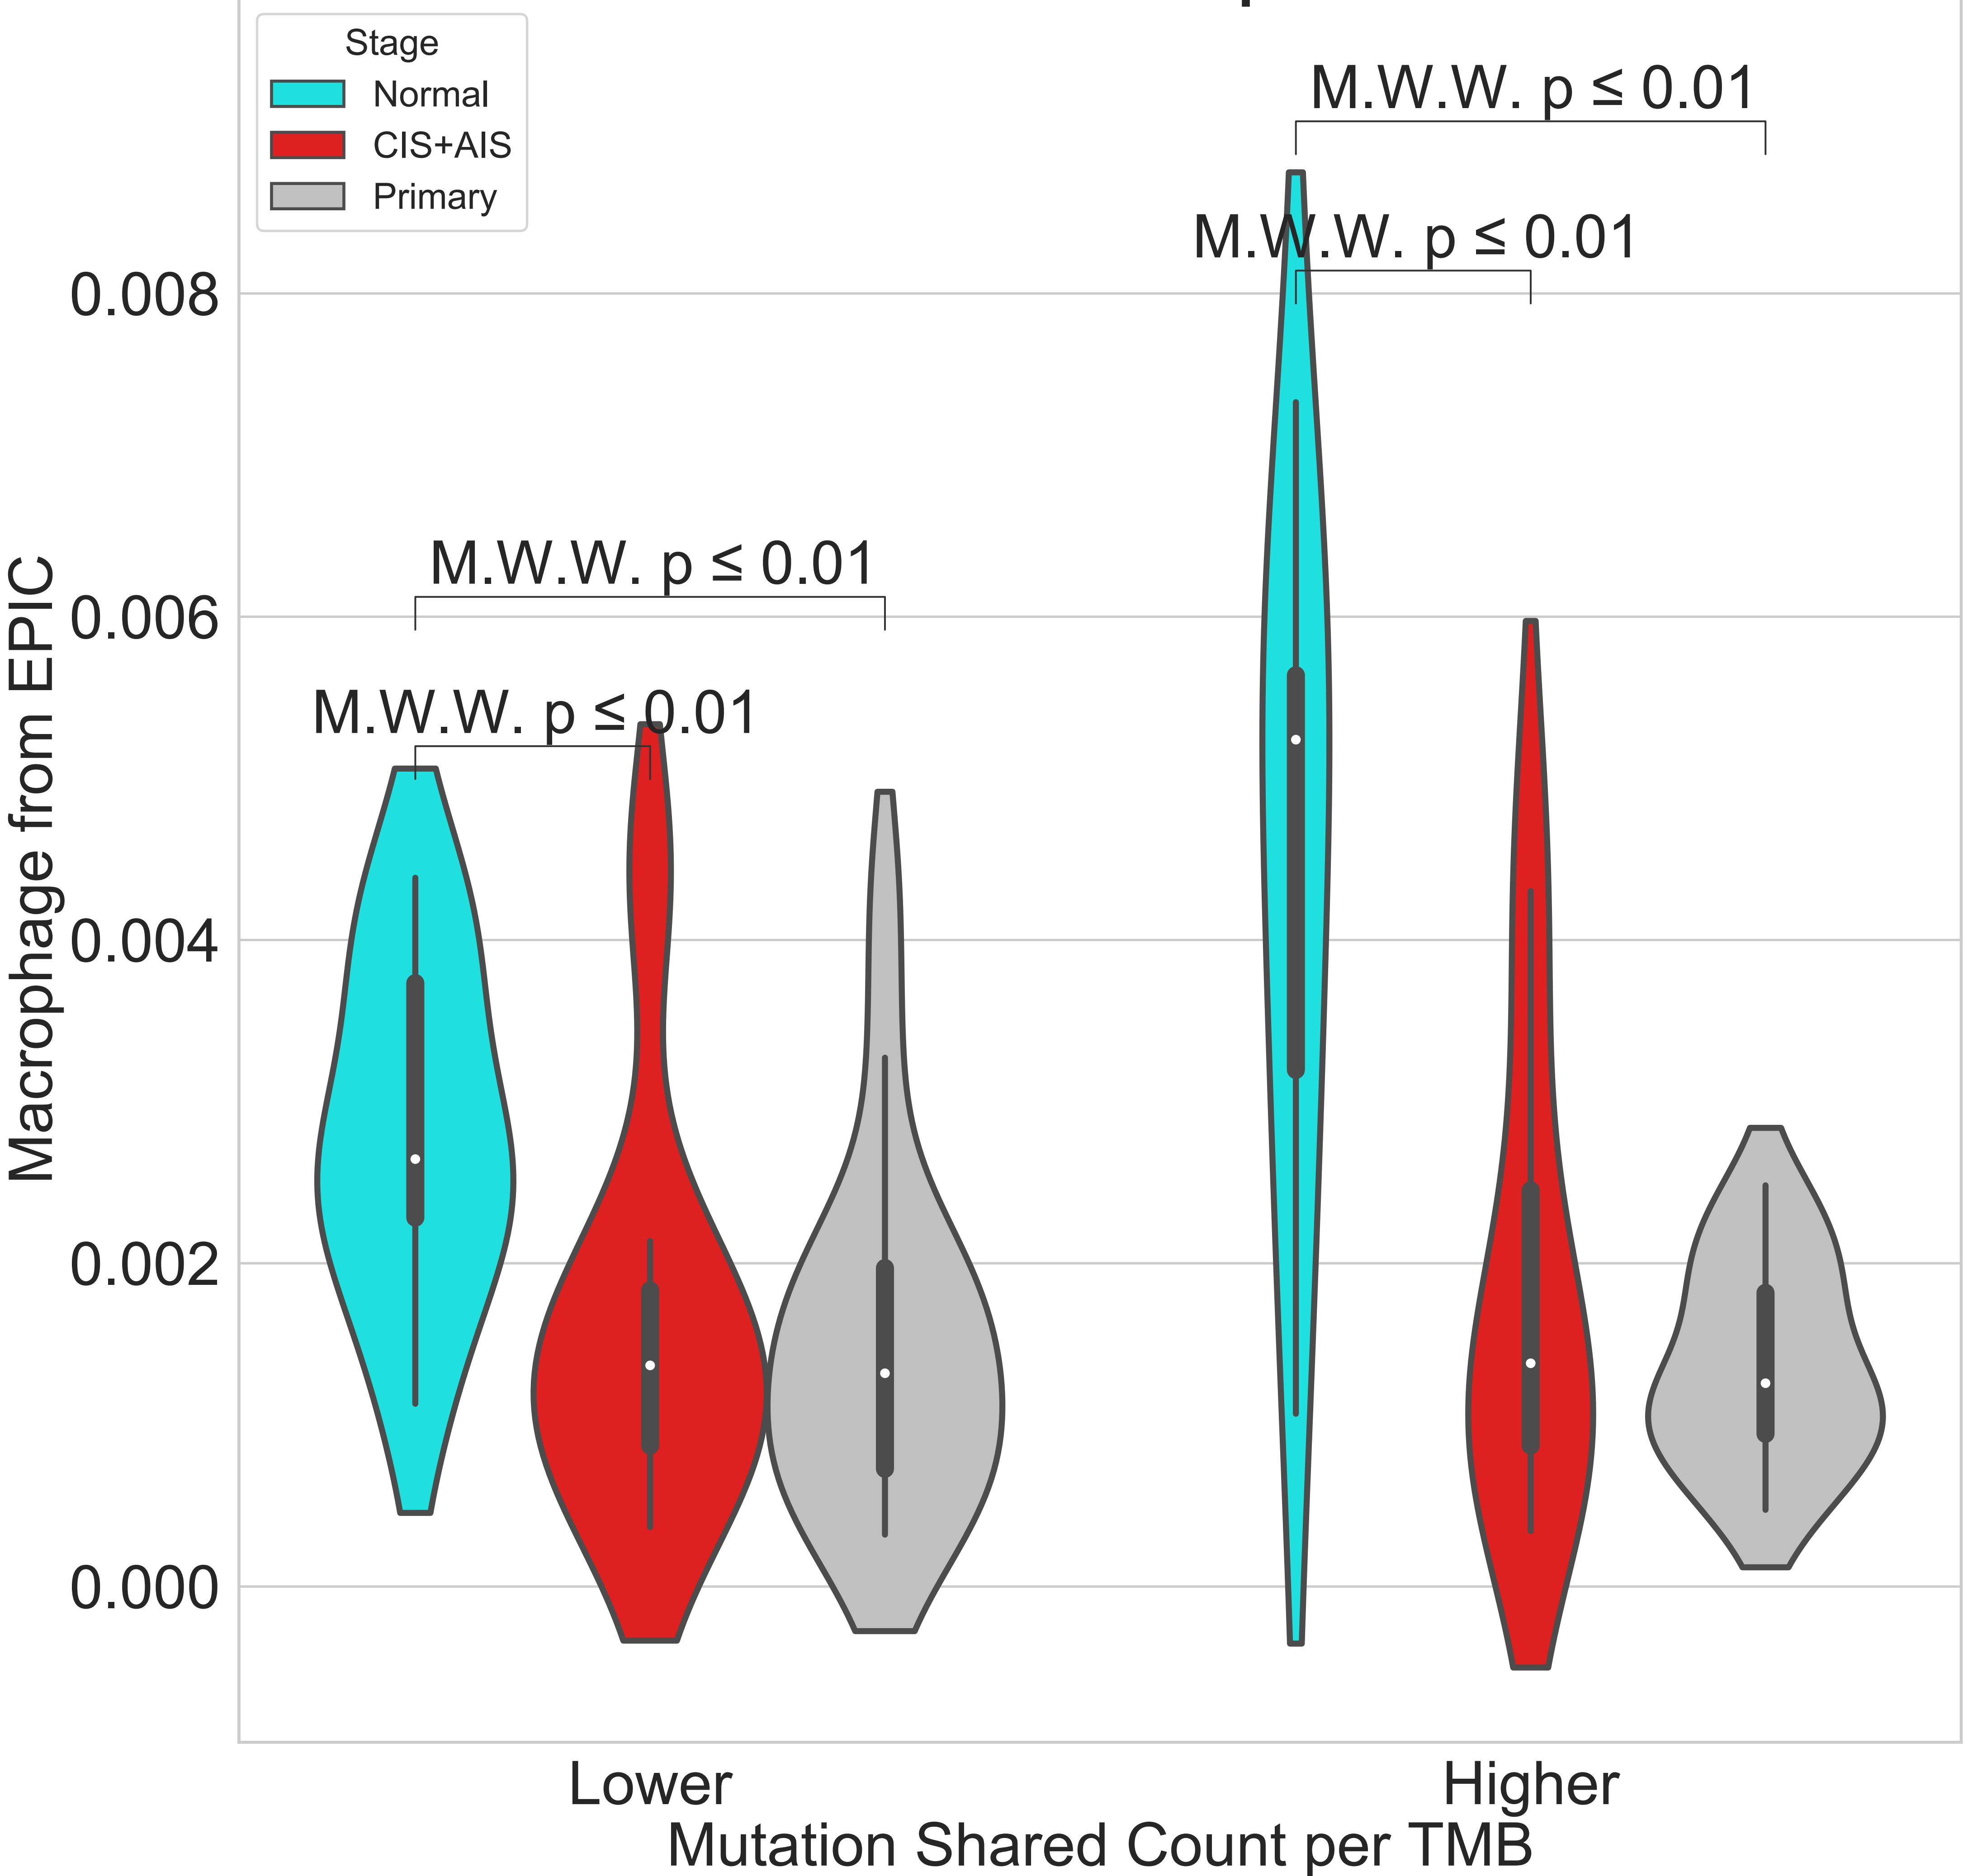 Stage
Normal
CIS+AIS
Primary
M.W.W. p ≤ 0.01
M.W.W. p ≤ 0.01
M.W.W. p ≤ 0.01
M.W.W. p ≤ 0.01
0.008
0.006
0.004
0.002
0.000
Macrophage from EPIC
Lower
Higher
Mutation Shared Count per TMB